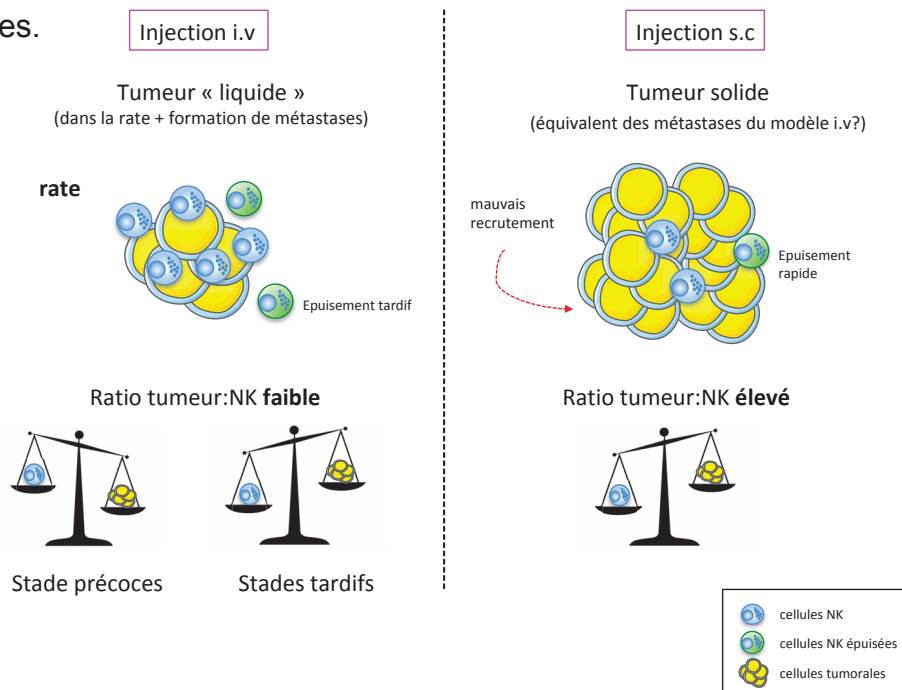 es.
Injection i.v
Tumeur « liquide »
(dans la rate + formation de métastases)
rate
Epuisement tardif
Ratio tumeur:NK faible
Stade précoces
Stades tardifs
Injection s.c
Tumeur solide
(équivalent des métastases du modèle i.v?)
mauvais
recrutement
Epuisement
rapide
Ratio tumeur:NK élevé
cellules NK
cellules NK épuisées
cellules tumorales